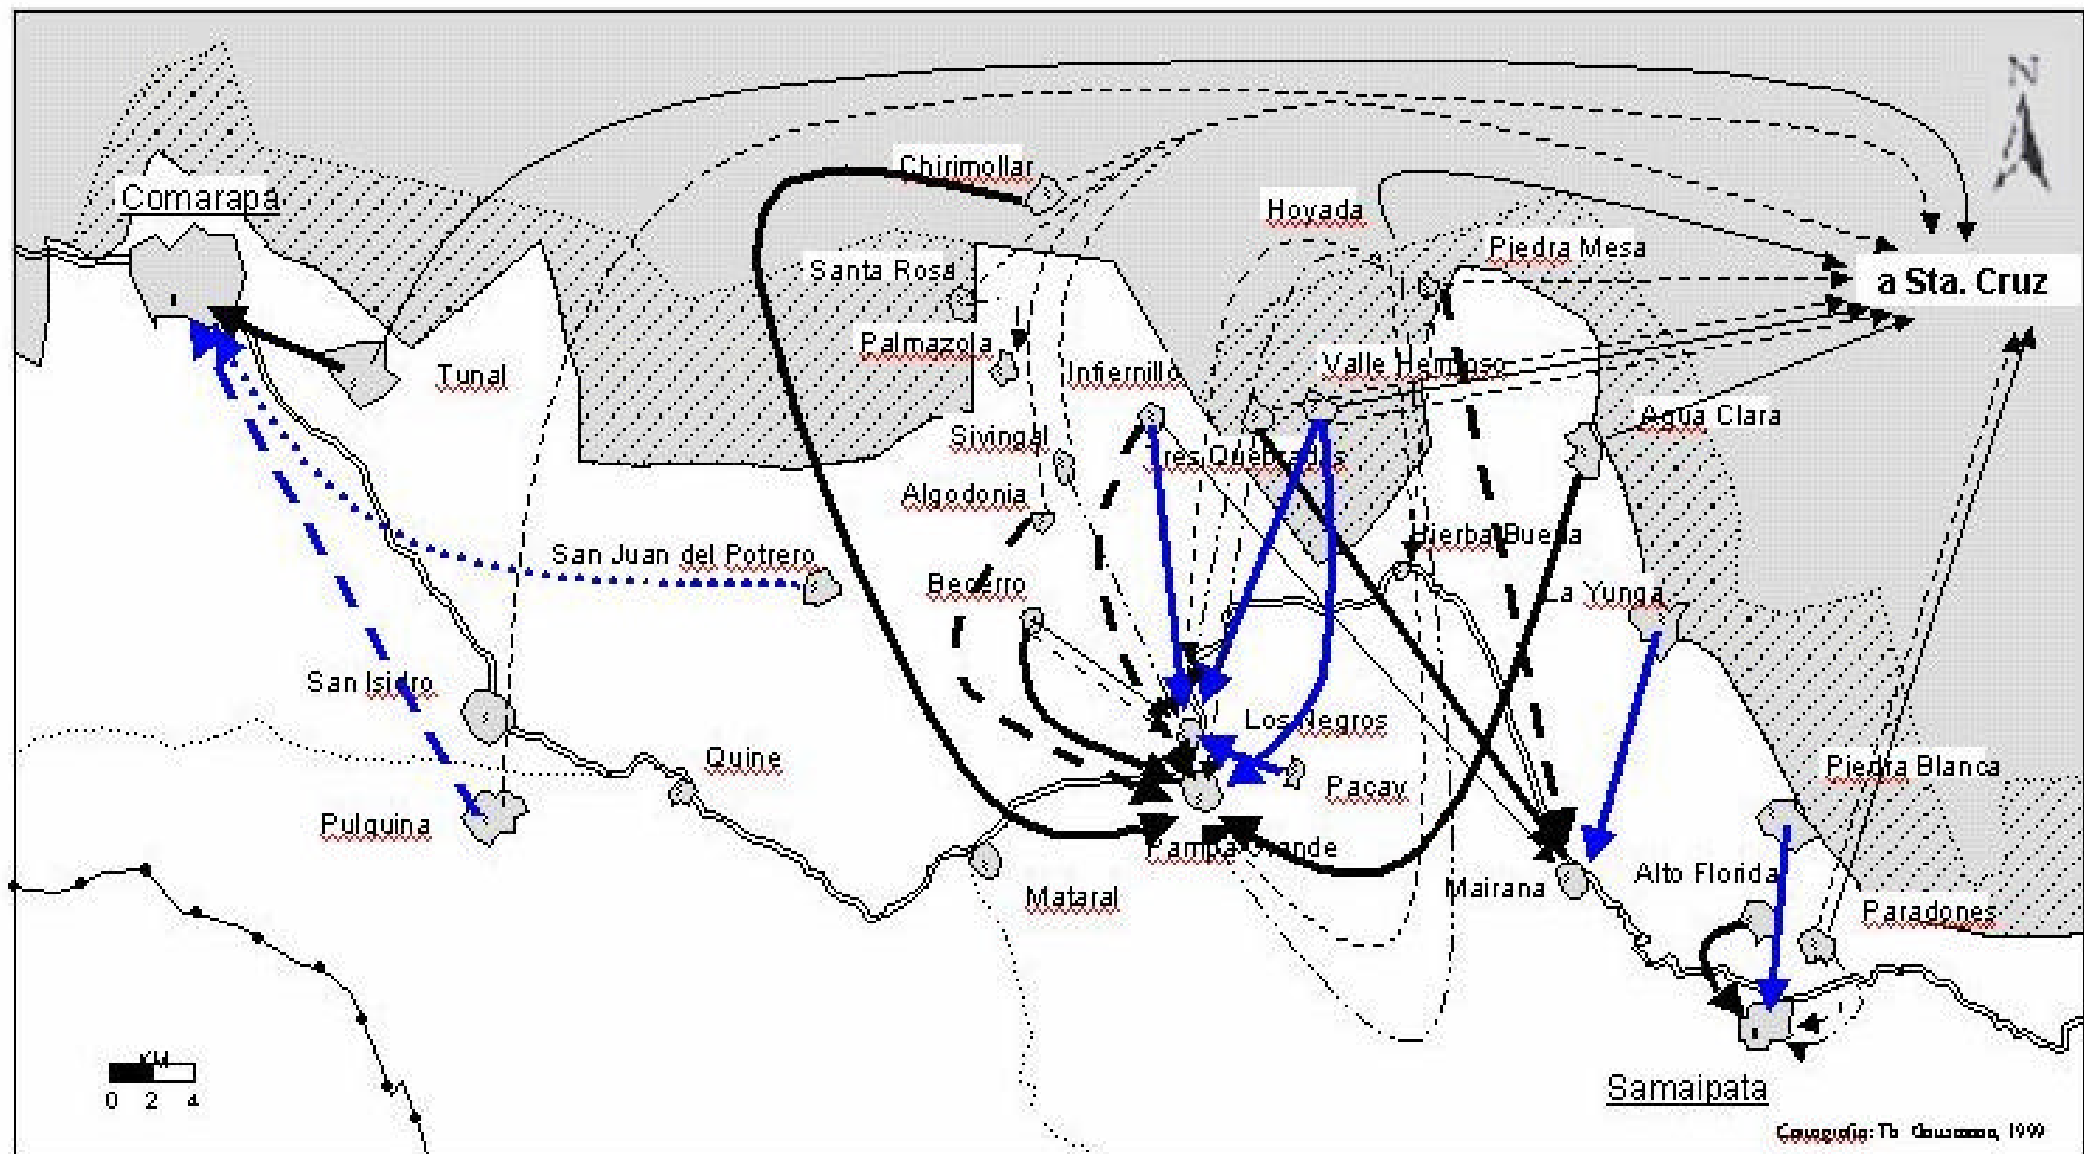 N
Comarapa
Chirimollar
Hoyada
Piedra Mesa
Santa Rosa
a Sta. Cruz
Palmazola
Tunal
Infiernillo
Valle Hermoso
Agua Clara
Sivingal
Tres Quebradas
Algodonia
Hierba Buena
San Juan del Potrero
Becerro
La Yunga
San Isidro
Los Negros
Quine
Pacay
Piedra Blanca
Pulquina
Pampa Grande
Mairana
Alto Florida
Mataral
Paradones
KM
0 2 4
Samaipata
1999